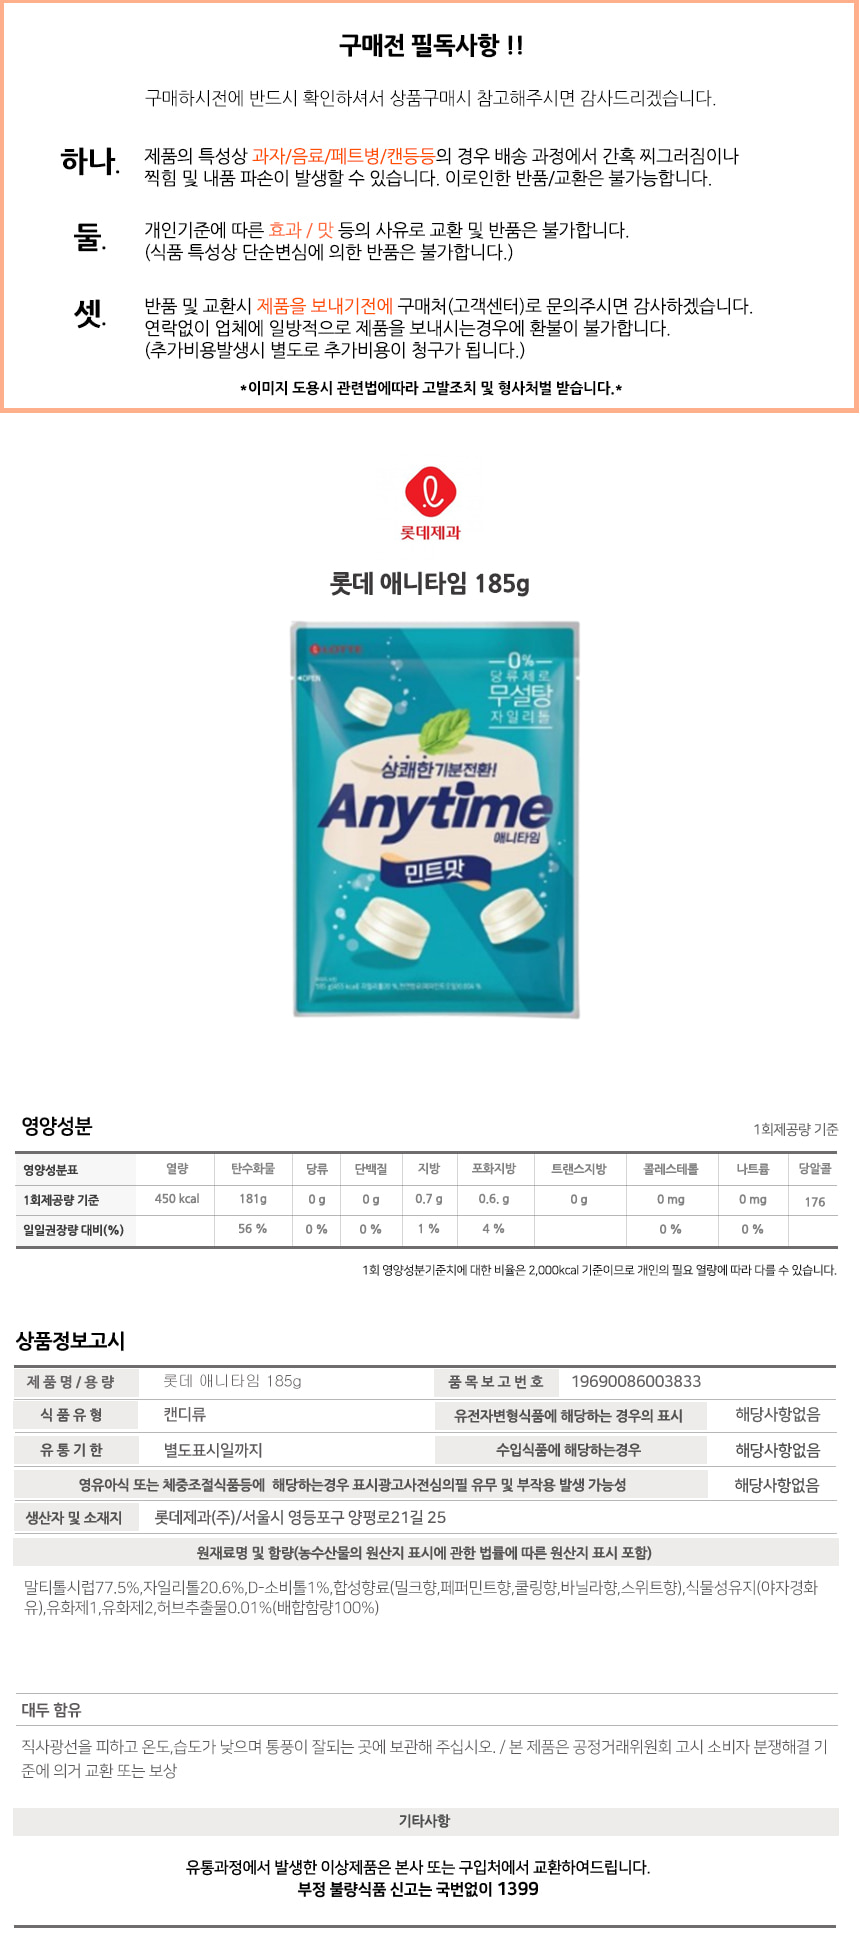 구매전 필독사항 !!
구매하시전에 반드시 확인하셔서 상품구매시 참고해주시면 감사드리겠습니다.
하나. 제품의 특성상 과자/음료/페트병/캔등등의 경우 배송 과정에서 간혹 찌그러짐이나
찍힘 및 내품 파손이 발생할 수 있습니다. 이로인한 반품/교환은 불가능합니다.
둘. 개인기준에 따른 효과 / 맛 등의 사유로 교환 및 반품은 불가합니다.
(식품 특성상 단순변심에 의한 반품은 불가합니다.)
셋. 반품 및 교환시 제품을 보내기전에 구매처(고객센터)로 문의주시면 감사하겠습니다.
연락없이 업체에 일방적으로 제품을 보내시는경우에 환불이 불가합니다.
(추가비용발생시 별도로 추가비용이 청구가 됩니다.)
*이미지 도용시 관련법에따라 고발조치 및 형사처벌 받습니다.*
롯데제과
롯데 애니타임 185g
LOTTE
OPEN
0%
당류제로
무설탕
자일리톨
상쾌한 기분전환!
Anytime
애니타임
민트맛
영양성분
1회제공량 기준
영양성분표 열량 탄수화물 당류 단백질 지방 포화지방 트랜스지방 콜레스테롤 나트륨 당알콜
1회제공량 기준 450 kcal 181g 0 g 0 g 0.7 g 0.6. g 0 g 0 mg 0 mg 176
일일권장량 대비(%) 56 % 0 % 0 % 1 % 4 % 0 % 0 %
1회 영양성분기준치에 대한 비율은 2,000kcal 기준이므로 개인의 필요 열량에 따라 다를 수 있습니다.
상품정보고시
제품명/용량 롯데 애니타임 185g 품목보고번호 19690086003833
식품유형 캔디류 유전자변형식품에 해당하는 경우의 표시 해당사항없음
유통기한 별도표시일까지 수입식품에 해당하는경우 해당사항없음
영유아식 또는 체중조절식품등에 해당하는경우 표시광고사전심의필 유무 및 부작용 발생 가능성 해당사항없음
생산자 및 소재지 롯데제과(주)/서울시 영등포구 양평로21길 25
원재료명 및 함량(농수산물의 원산지 표시에 관한 법률에 따른 원산지 표시 포함)
말티톨시럽77.5%,자일리톨20.6%,D-소비톨1%,합성향료(밀크향,페퍼민트향,쿨링향,바닐라향,스위트향),식물성유지(야자경화
유),유화제1,유화제2,허브추출물0.01%(배합함량100%)
대두 함유
직사광선을 피하고 온도,습도가 낮으며 통풍이 잘되는 곳에 보관해 주십시오. / 본 제품은 공정거래위원회 고시 소비자 분쟁해결 기
준에 의거 교환 또는 보상
기타사항
유통과정에서 발생한 이상제품은 본사 또는 구입처에서 교환하여드립니다.
부정 불량식품 신고는 국번없이 1399